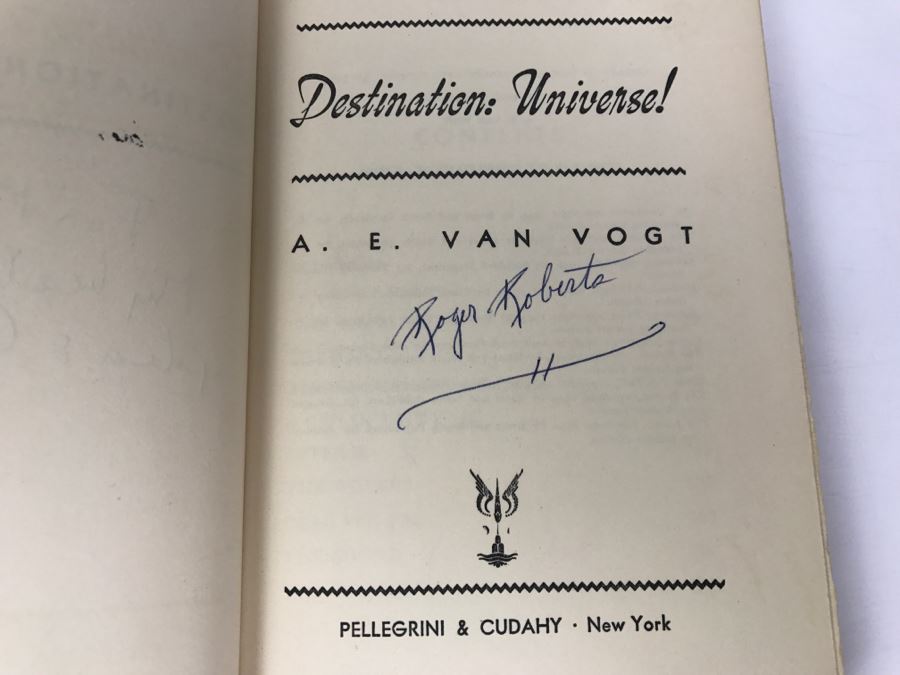 Destination: Universe!
A. E. VAN VOGT
Roger Roberts
PELLEGRINI & CUDAHY · New York